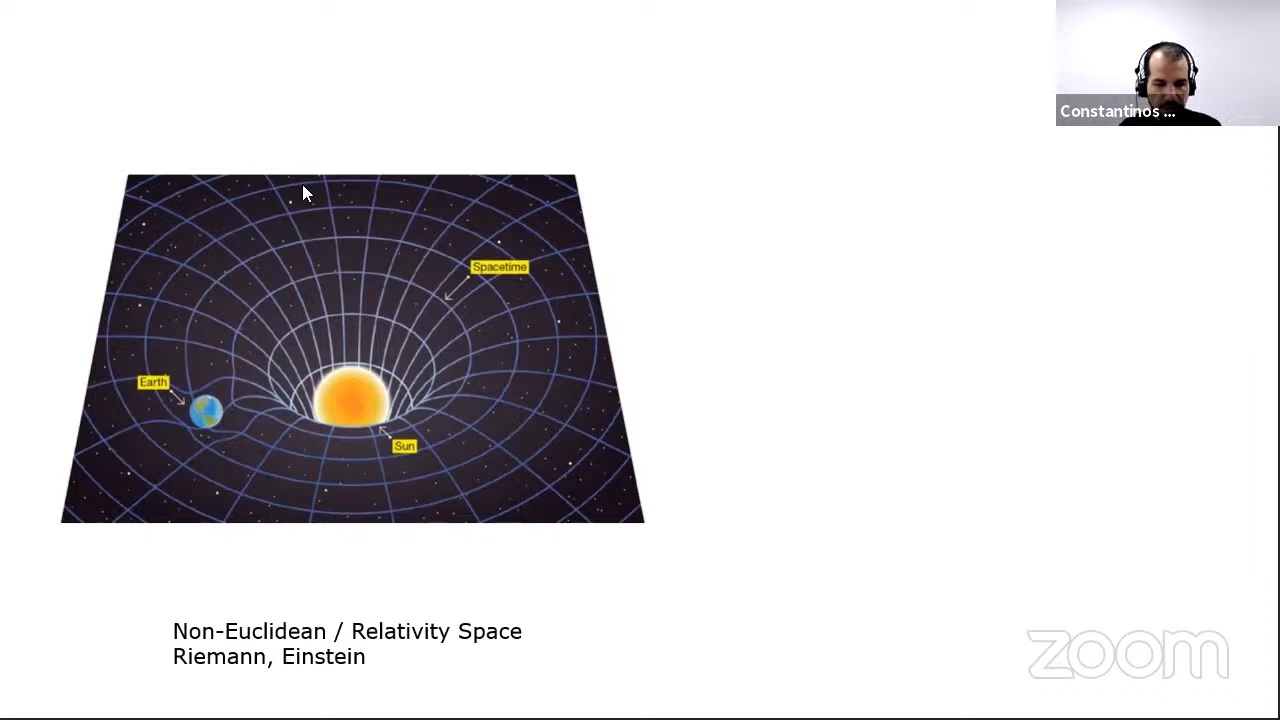 Constantinos ...
Spacetime
Earth
Sun
Non-Euclidean / Relativity Space
Riemann, Einstein
zoom